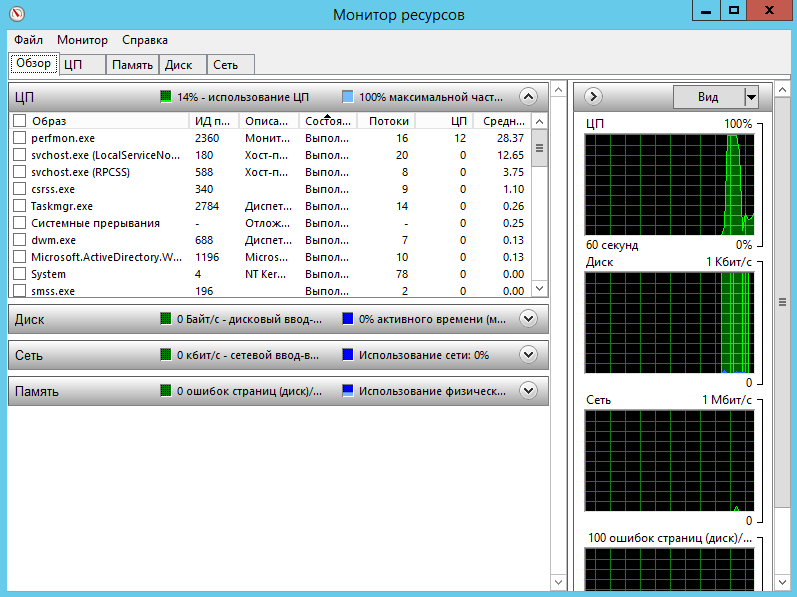 Монитор ресурсов
Файл Монитор Справка
Обзор ЦП Память Диск Сеть
ЦП 14% - использование ЦП 100% максимальной част...
Образ ИД п... Описа... Состоя... Потоки ЦП Средн...
perfmon.exe 2360 Монит... Выпол... 16 12 28.37
svchost.exe (LocalServiceNo... 180 Хост-п... Выпол... 20 0 12.65
svchost.exe (RPCSS) 588 Хост-п... Выпол... 8 0 3.75
csrss.exe 340 Выпол... 9 0 1.10
Taskmgr.exe 2784 Диспет... Выпол... 14 0 0.26
Системные прерывания - Отлож... Выпол... - 0 0.25
dwm.exe 688 Диспет... Выпол... 7 0 0.13
Microsoft.ActiveDirectory.W... 1196 Micros... Выпол... 10 0 0.13
System 4 NT Ker... Выпол... 78 0 0.00
smss.exe 196 Выпол... 2 0 0.00
Диск 0 Байт/с - дисковый ввод-... 0% активного времени (м...
Сеть 0 кбит/с - сетевой ввод-в... Использование сети: 0%
Память 0 ошибок страниц (диск)/... Использование физическ...
Вид
ЦП 100%
60 секунд 0%
Диск 1 Кбит/с
0
Сеть 1 Мбит/с
0
100 ошибок страниц (диск)/...